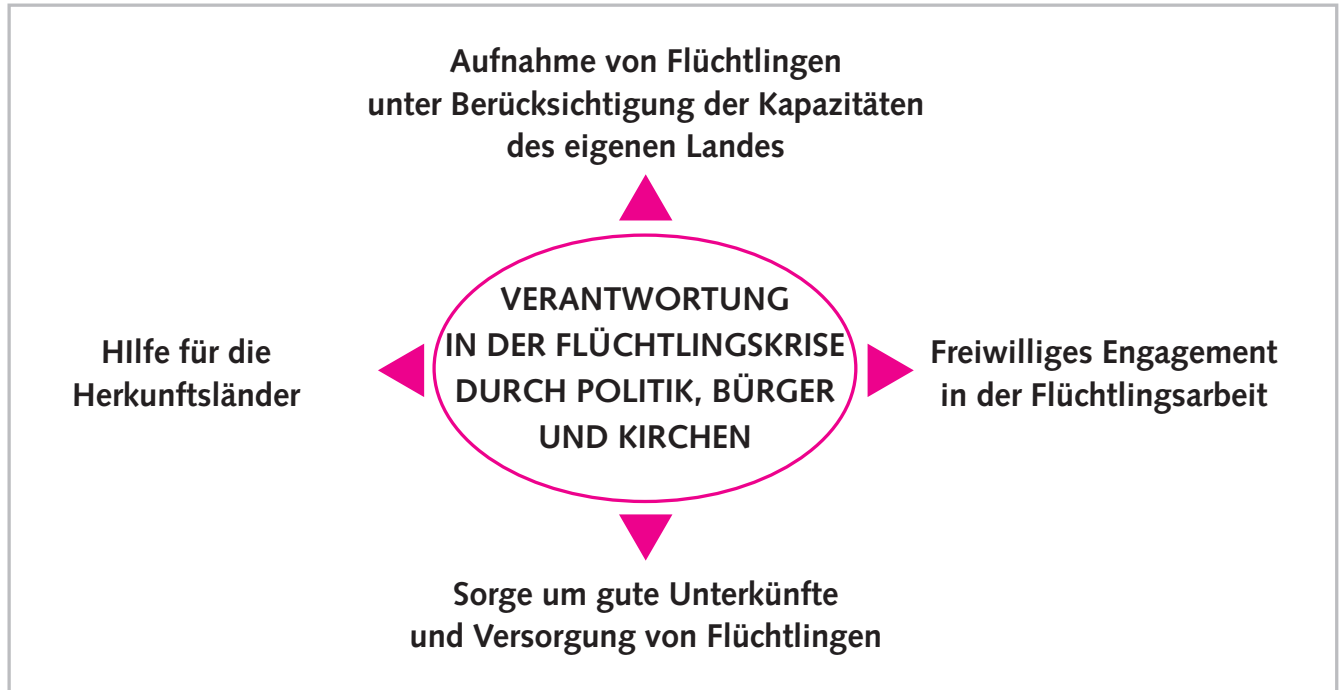 Aufnahme von Flüchtlingen
unter Berücksichtigung der Kapazitäten
des eigenen Landes
VERANTWORTUNG
IN DER FLÜCHTLINGSKRISE
DURCH POLITIK, BÜRGER
UND KIRCHEN
HIlfe für die
Herkunftsländer
Freiwilliges Engagement
in der Flüchtlingsarbeit
Sorge um gute Unterkünfte
und Versorgung von Flüchtlingen